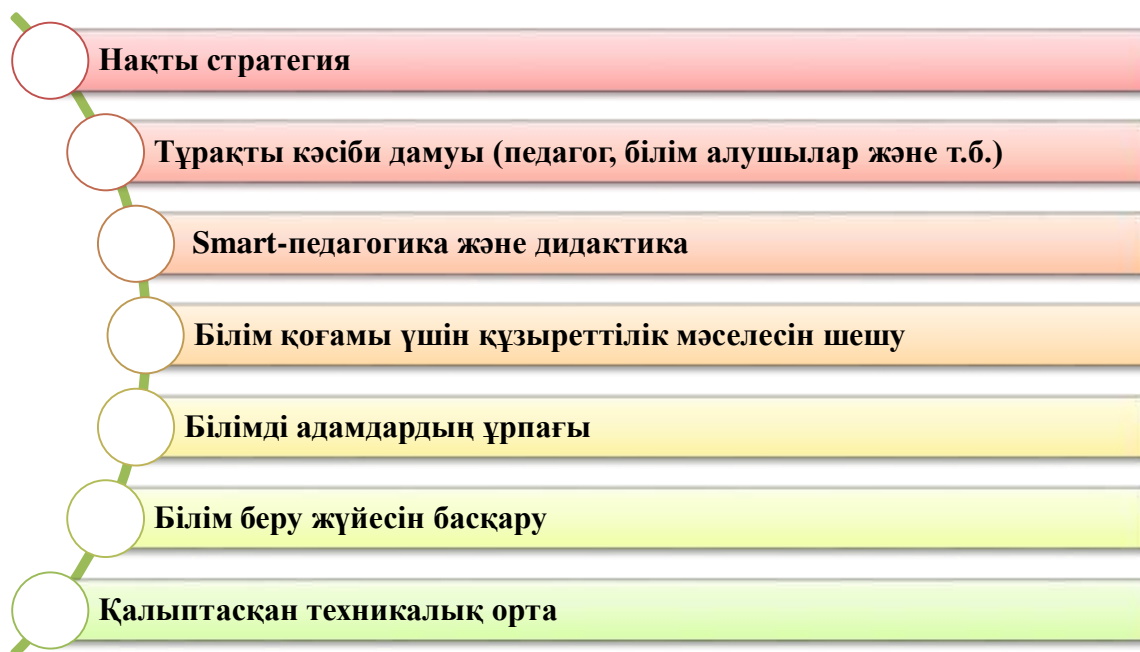 Нақты стратегия
Тұрақты кәсіби дамуы (педагог, білім алушылар және т.б.)
Smart-педагогика және дидактика
Білім қоғамы үшін құзыреттілік мәселесін шешу
Білімді адамдардың ұрпағы
Білім беру жүйесін басқару
Қалыптасқан техникалық орта